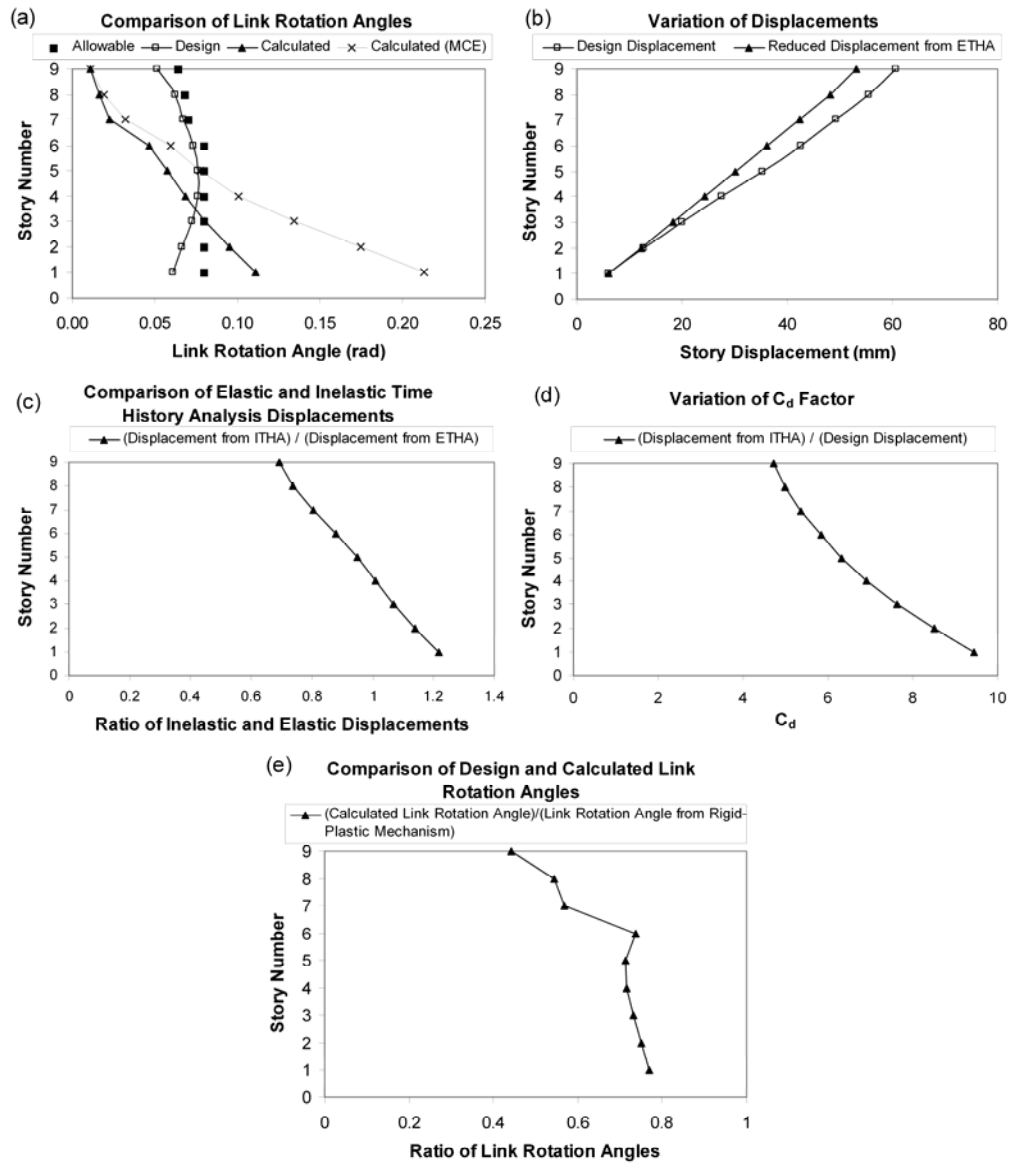 (a)
Comparison of Link Rotation Angles
Allowable Design Calculated Calculated (MCE)
Story Number
9
8
7
6
5
4
3
2
1
0
0.00 0.05 0.10 0.15 0.20 0.25
Link Rotation Angle (rad)
(b)
Variation of Displacements
Design Displacement Reduced Displacement from ETHA
Story Number
9
8
7
6
5
4
3
2
1
0
0 20 40 60 80
Story Displacement (mm)
(c)
Comparison of Elastic and Inelastic Time
History Analysis Displacements
(Displacement from ITHA) / (Displacement from ETHA)
Story Number
9
8
7
6
5
4
3
2
1
0
0 0.2 0.4 0.6 0.8 1 1.2 1.4
Ratio of Inelastic and Elastic Displacements
(d)
Variation of Cd Factor
(Displacement from ITHA) / (Design Displacement)
Story Number
9
8
7
6
5
4
3
2
1
0
0 2 4 6 8 10
Cd
(e)
Comparison of Design and Calculated Link
Rotation Angles
(Calculated Link Rotation Angle)/(Link Rotation Angle from Rigid-
Plastic Mechanism)
Story Number
9
8
7
6
5
4
3
2
1
0
0 0.2 0.4 0.6 0.8 1
Ratio of Link Rotation Angles